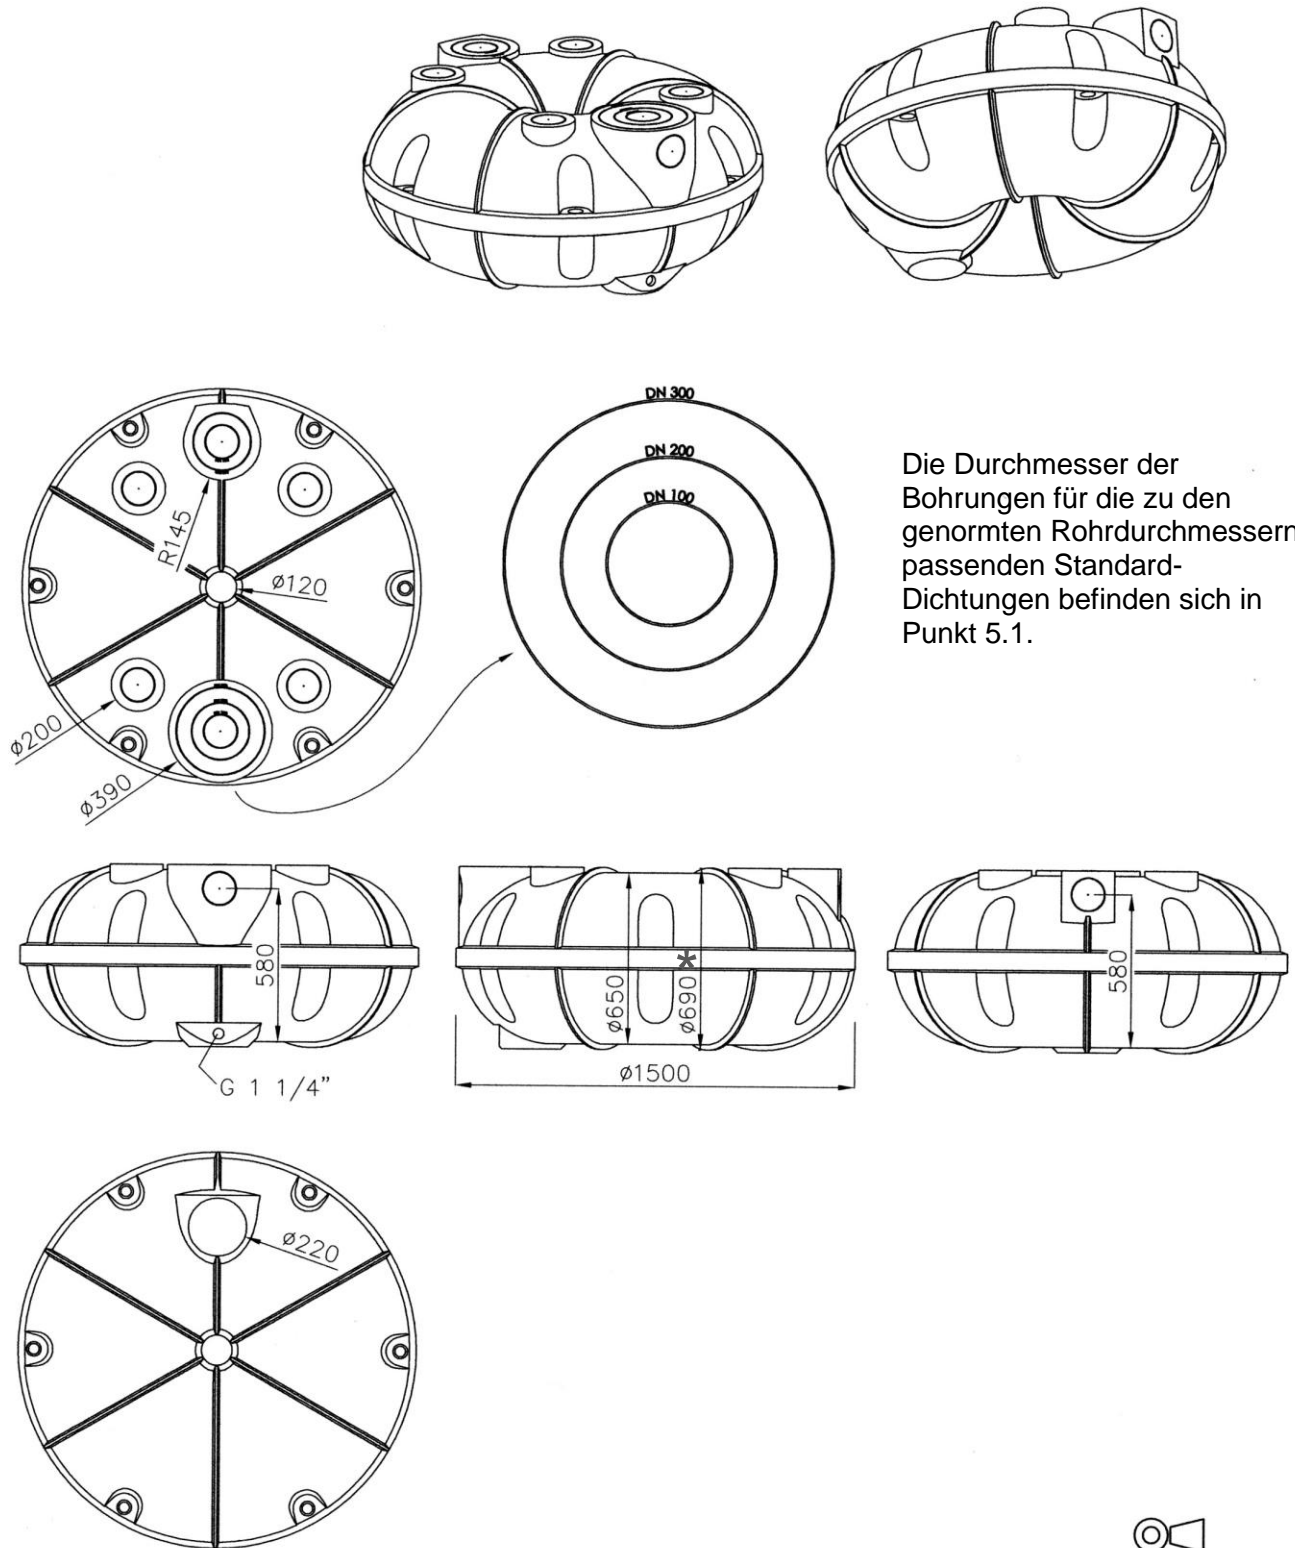 DN 300
DN 200
DN 100
Die Durchmesser der
Bohrungen für die zu den
genormten Rohrdurchmessern
passenden Standard-
Dichtungen befinden sich in
Punkt 5.1.
R145
ø120
ø200
ø390
580
G 1 1/4”
ø650
ø690*
ø1500
580
ø220